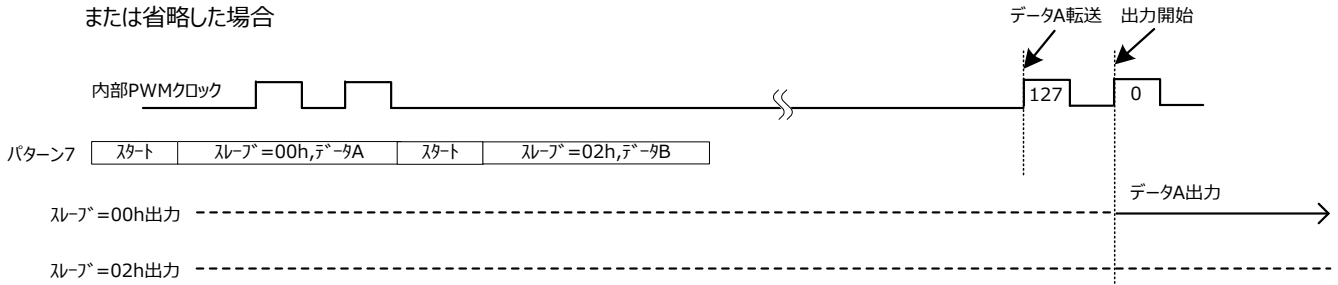 または省略した場合
データA転送 出力開始
内部PWMクロック
127 0
パターン7 ｽﾀｰﾄ ｽﾚｰﾌﾞ=00h,ﾃﾞｰﾀA ｽﾀｰﾄ ｽﾚｰﾌﾞ=02h,ﾃﾞｰﾀB
データA出力
ｽﾚｰﾌﾞ=00h出力
ｽﾚｰﾌﾞ=02h出力